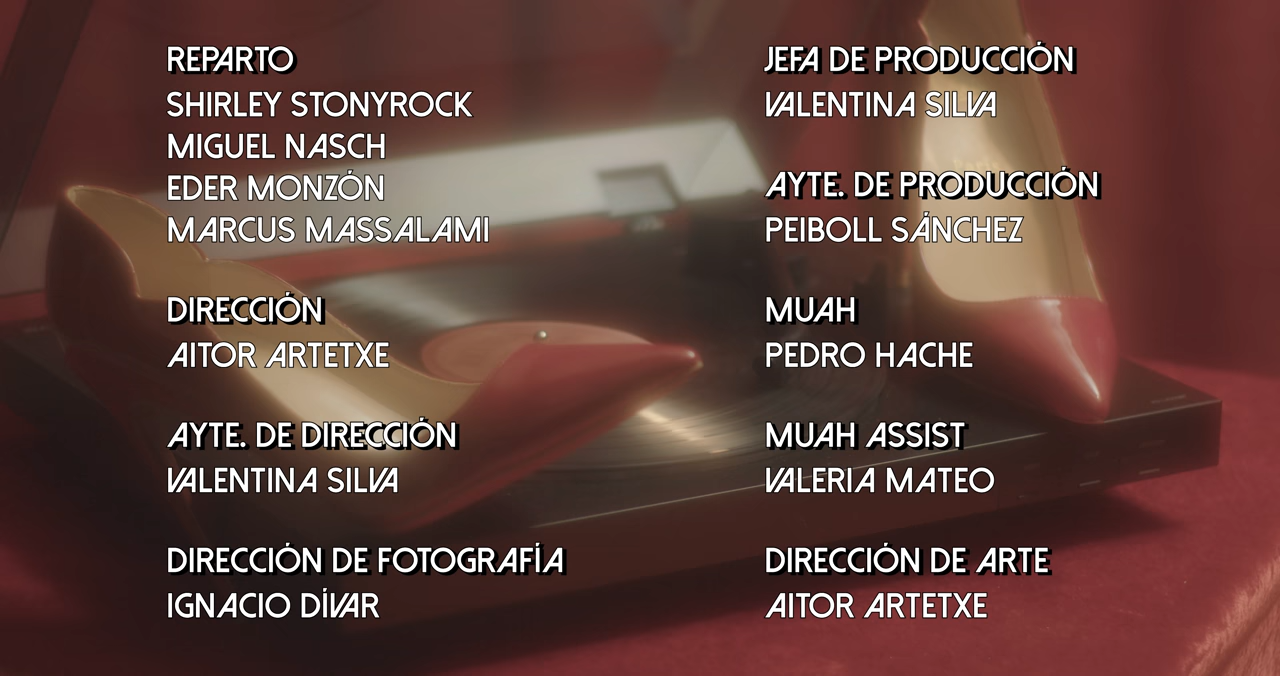 REPARTO
SHIRLEY STONYROCK
MIGUEL NASCH
EDER MONZÓN
MARCUS MASSALAMI
DIRECCIÓN
AITOR ARTETXE
AYTE. DE DIRECCIÓN
VALENTINA SILVA
DIRECCIÓN DE FOTOGRAFÍA
IGNACIO DÍVAR
JEFA DE PRODUCCIÓN
VALENTINA SILVA
AYTE. DE PRODUCCIÓN
PEIBOLL SÁNCHEZ
MUAH
PEDRO HACHE
MUAH ASSIST
VALERIA MATEO
DIRECCIÓN DE ARTE
AITOR ARTETXE